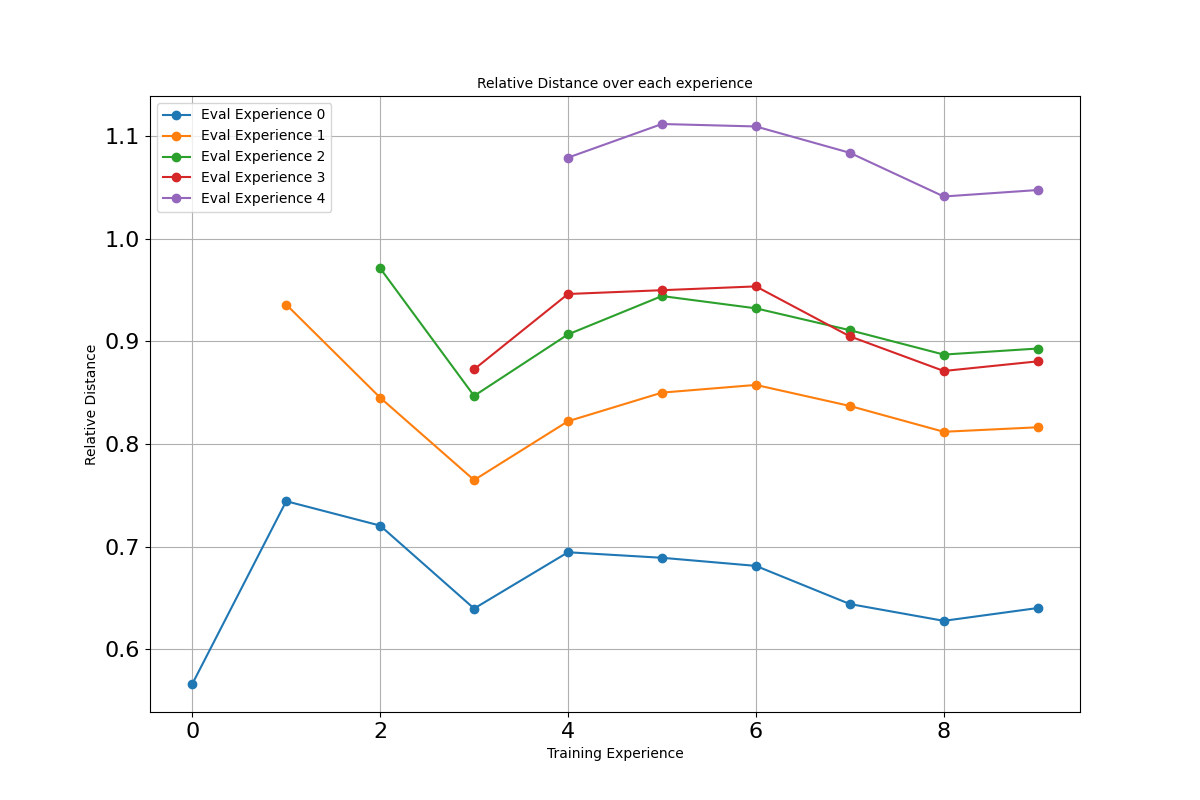 Relative Distance over each experience
Eval Experience 0
Eval Experience 1
Eval Experience 2
Eval Experience 3
Eval Experience 4
1.1
1.0
0.9
0.8
0.7
0.6
Relative Distance
0 2 4 6 8
Training Experience